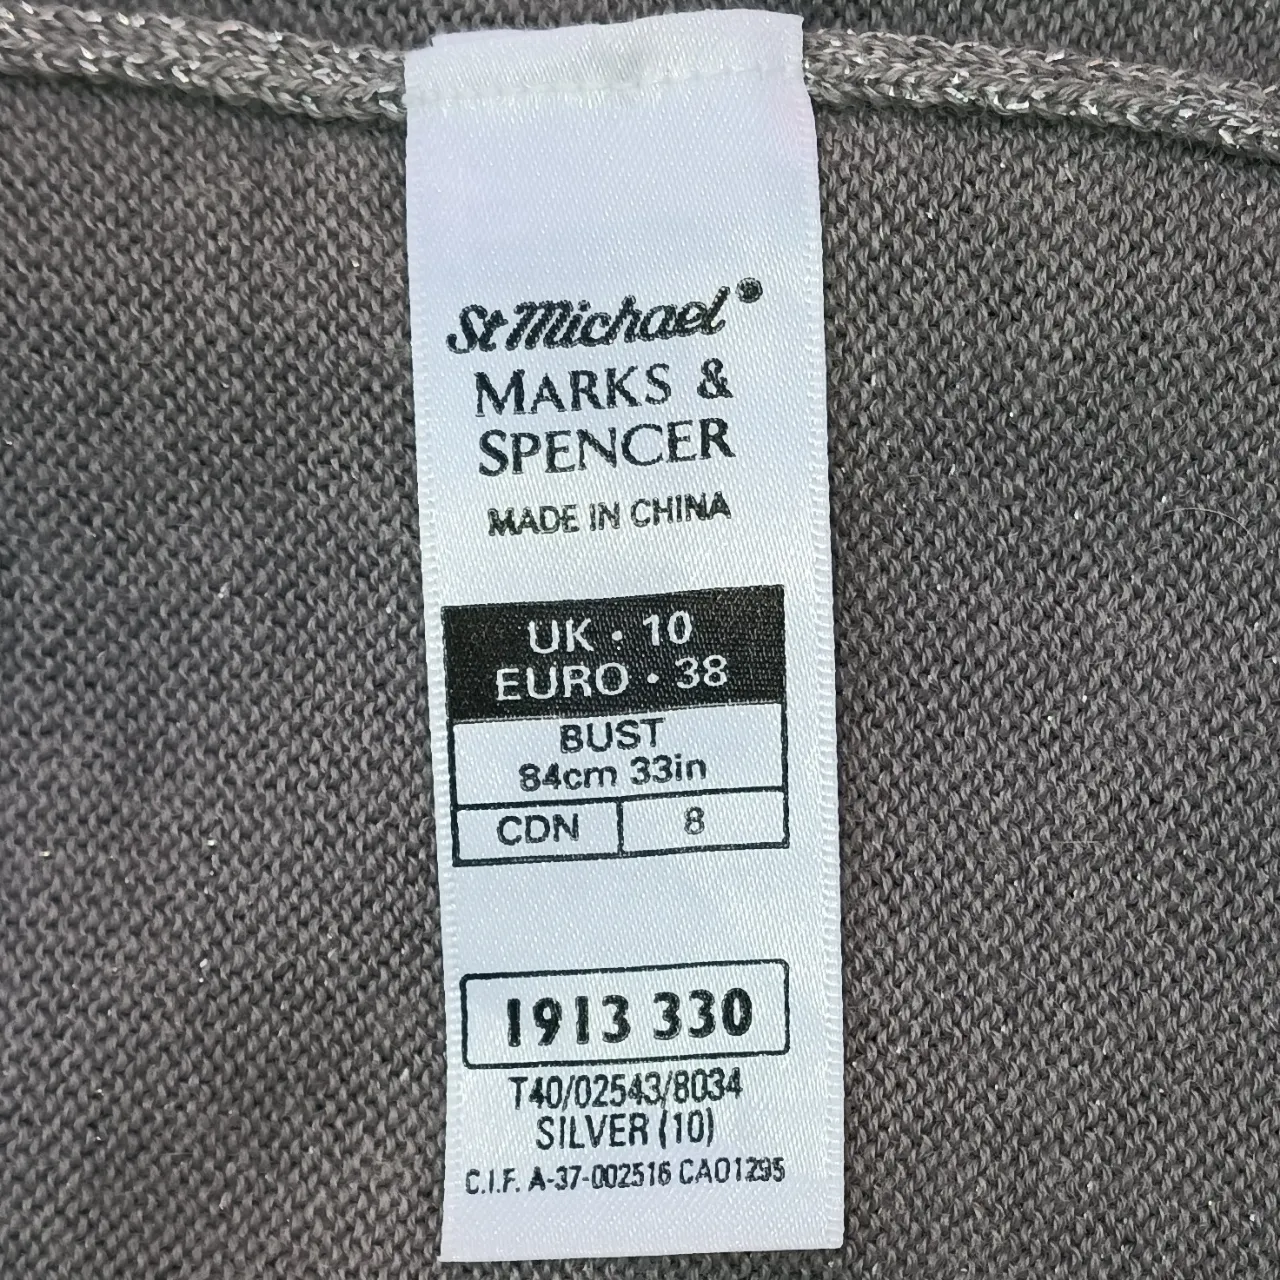 St Michael®
MARKS &
SPENCER
MADE IN CHINA
UK · 10
EURO · 38
BUST
84cm 33in
CDN 8
1913 330
T40/02543/8034
SILVER (10)
C.I.F. A-37-002516 CA01295